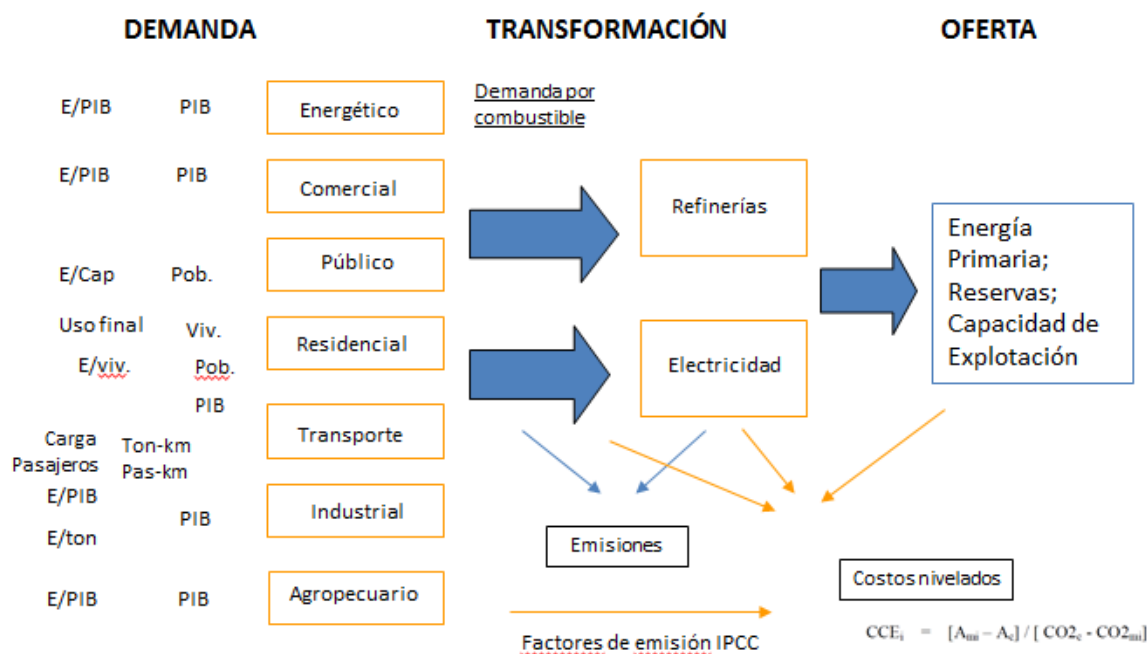 DEMANDA TRANSFORMACIÓN OFERTA
E/PIB PIB Energético
Demanda por
combustible
E/PIB PIB Comercial
Refinerías
E/Cap Pob. Público
Energía
Primaria;
Reservas;
Capacidad de
Explotación
Uso final Viv.
E/viv. Pob.
Residencial
Electricidad
PIB
Carga Ton-km
Pasajeros Pas-km
Transporte
E/PIB
E/ton
PIB Industrial
Emisiones
Costos nivelados
E/PIB PIB Agropecuario
Factores de emisión IPCC
CCEi = [Ami – Ac] / [ CO2c - CO2mi]